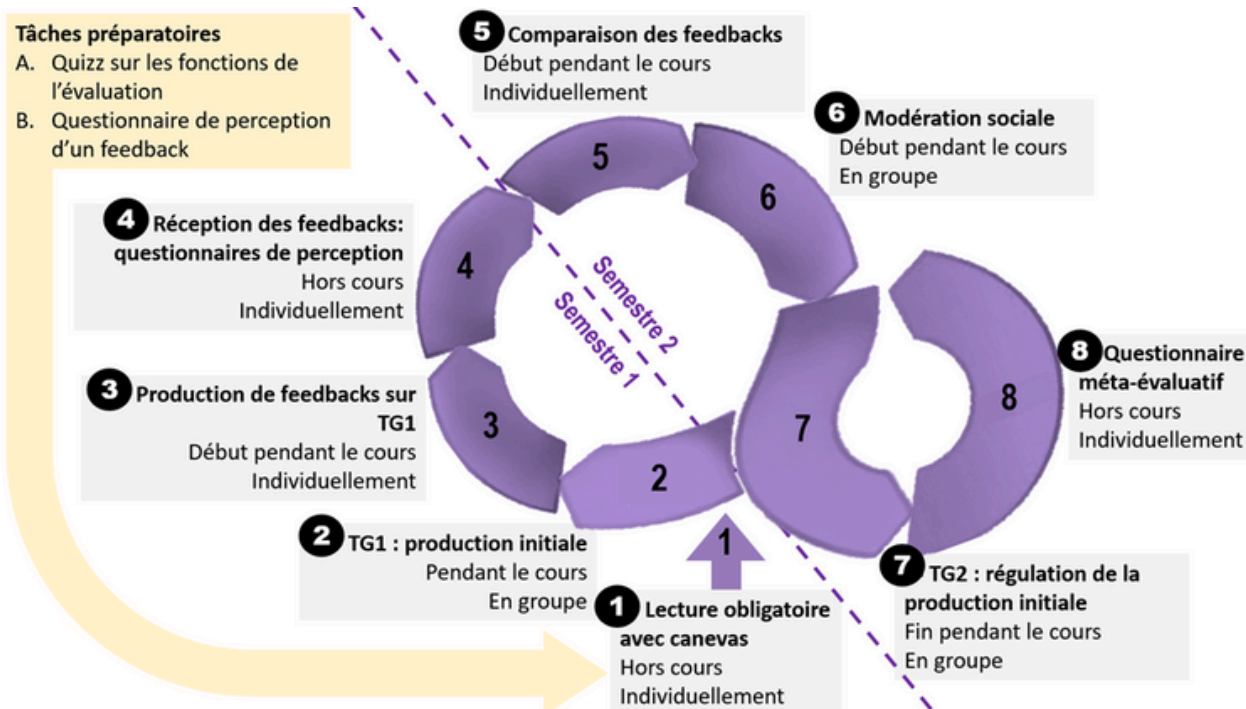 Tâches préparatoires
A. Quizz sur les fonctions de
l'évaluation
B. Questionnaire de perception
d'un feedback
5 Comparaison des feedbacks
Début pendant le cours
Individuellement
6 Modération sociale
Début pendant le cours
En groupe
4 Réception des feedbacks:
questionnaires de perception
Hors cours
Individuellement
3 Production de feedbacks sur
TG1
Début pendant le cours
Individuellement
2 TG1 : production initiale
Pendant le cours
En groupe
1 Lecture obligatoire
avec canevas
Hors cours
Individuellement
7 TG2 : régulation de la
production initiale
Fin pendant le cours
En groupe
8 Questionnaire
méta-évaluatif
Hors cours
Individuellement
Semestre 2
Semestre 1
1
2
3
4
5
6
7
8